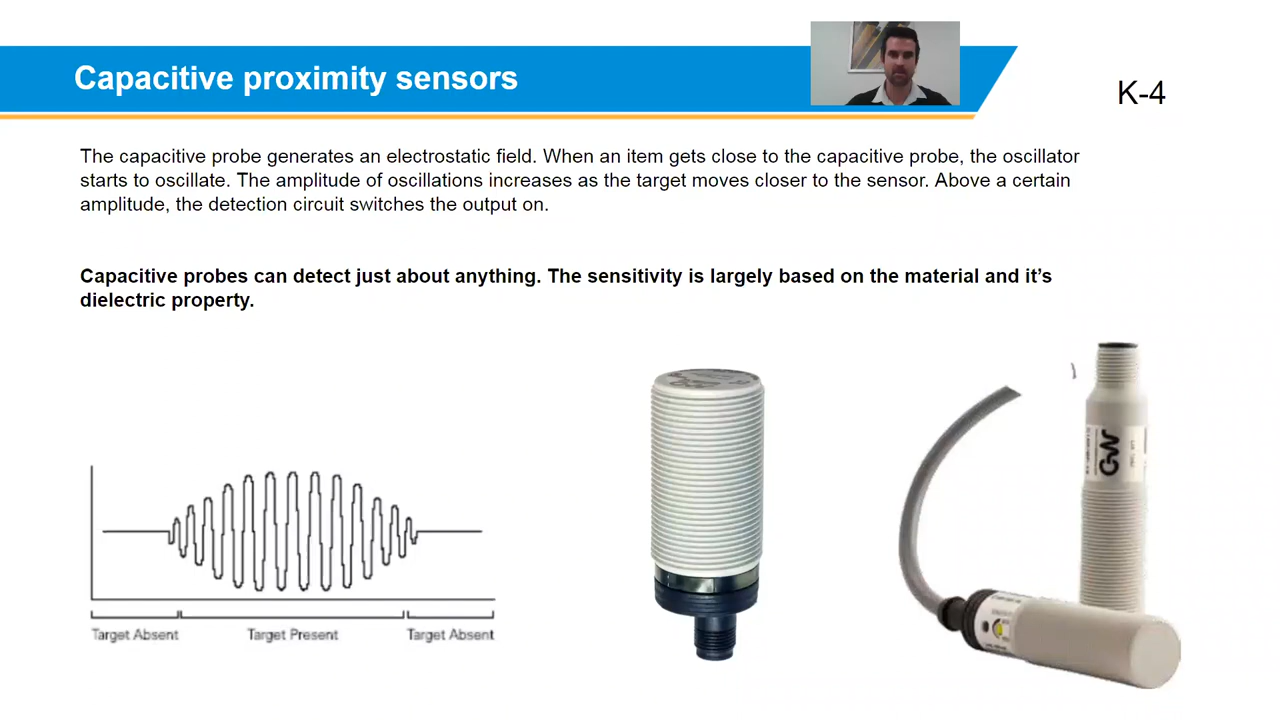 Capacitive proximity sensors
K-4
The capacitive probe generates an electrostatic field. When an item gets close to the capacitive probe, the oscillator
starts to oscillate. The amplitude of oscillations increases as the target moves closer to the sensor. Above a certain
amplitude, the detection circuit switches the output on.
Capacitive probes can detect just about anything. The sensitivity is largely based on the material and it's
dielectric property.
Target Absent
Target Present
Target Absent